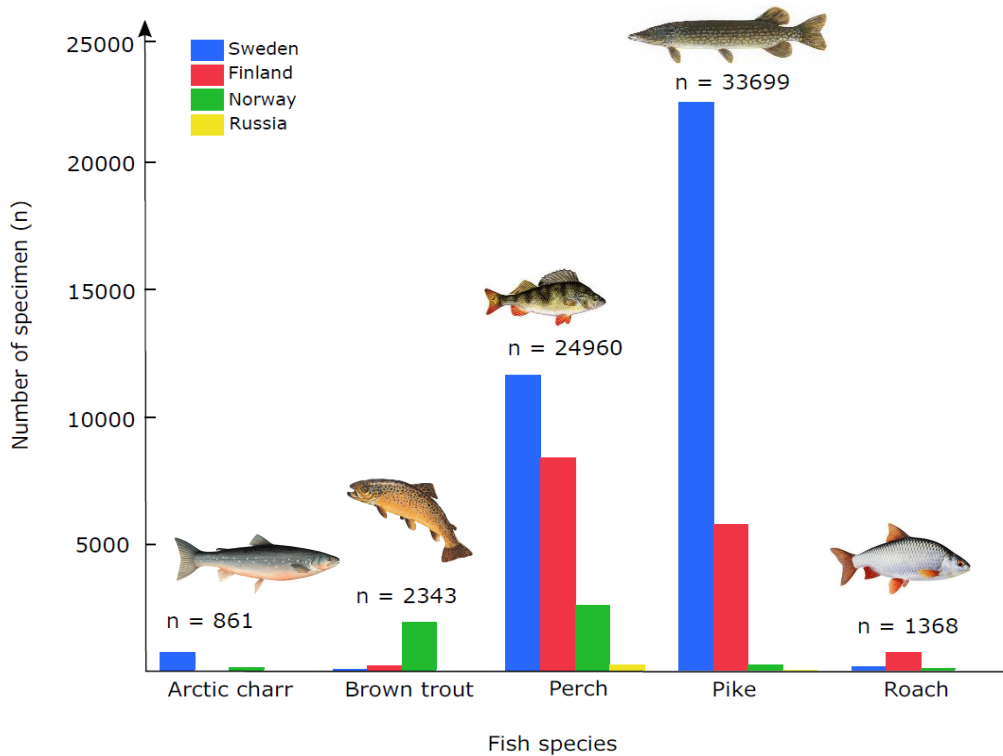 25000
20000
15000
10000
5000
Number of specimen (n)
Sweden
Finland
Norway
Russia
n = 33699
n = 24960
n = 2343
n = 861
n = 1368
Arctic charr
Brown trout
Perch
Pike
Roach
Fish species